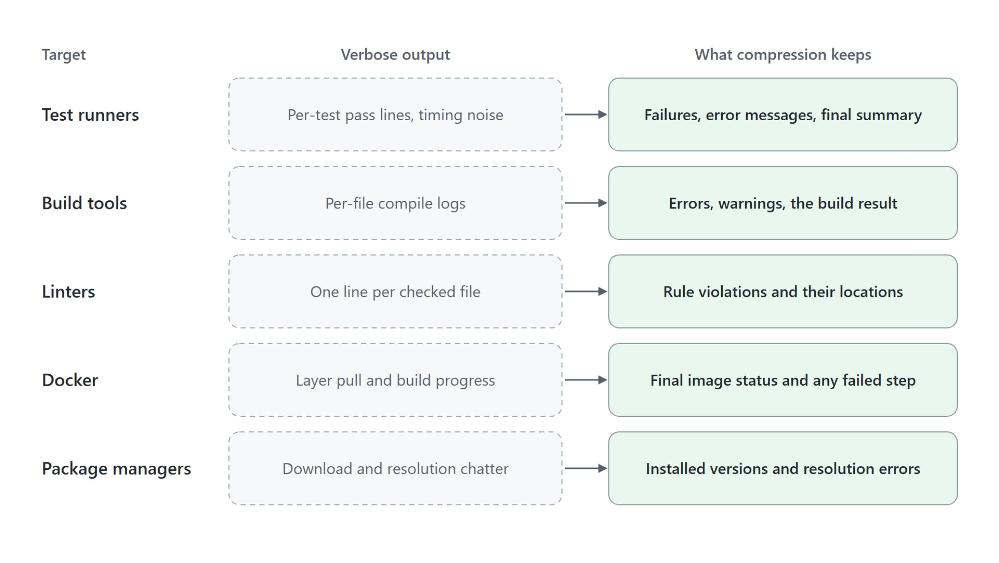 Target
Verbose output
What compression keeps
Test runners
Per-test pass lines, timing noise
Failures, error messages, final summary
Build tools
Per-file compile logs
Errors, warnings, the build result
Linters
One line per checked file
Rule violations and their locations
Docker
Layer pull and build progress
Final image status and any failed step
Package managers
Download and resolution chatter
Installed versions and resolution errors